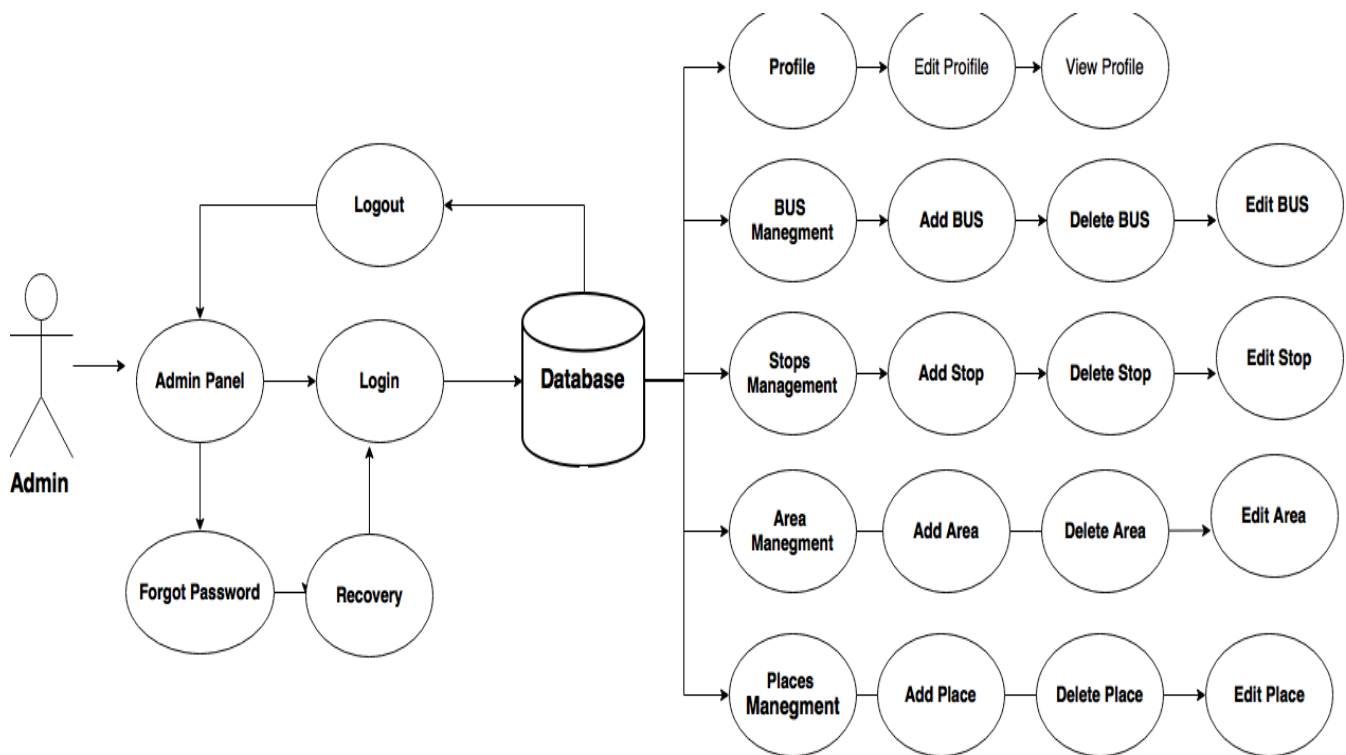 Profile
Edit Proifile
View Profile
Logout
BUS
Manegment
Add BUS
Delete BUS
Edit BUS
Admin Panel
Login
Database
Stops
Management
Add Stop
Delete Stop
Edit Stop
Admin
Forgot Password
Recovery
Area
Manegment
Add Area
Delete Area
Edit Area
Places
Manegment
Add Place
Delete Place
Edit Place